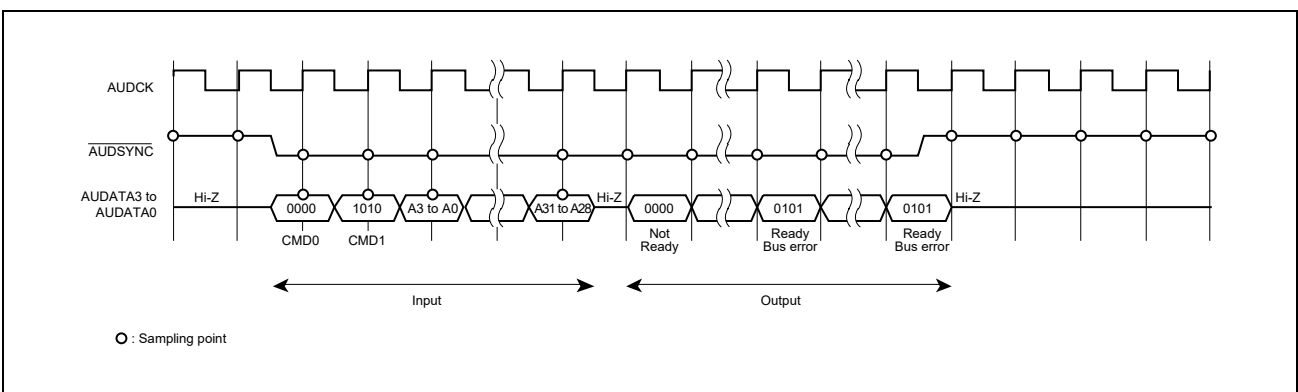 AUDCK
AUDSYNC
AUDATA3 to
AUDATA0
Hi-Z
0000
1010
A3 to A0
A31 to A28
Hi-Z
0000
0101
0101
Hi-Z
CMD0
CMD1
Not
Ready
Ready
Bus error
Ready
Bus error
Input
Output
: Sampling point